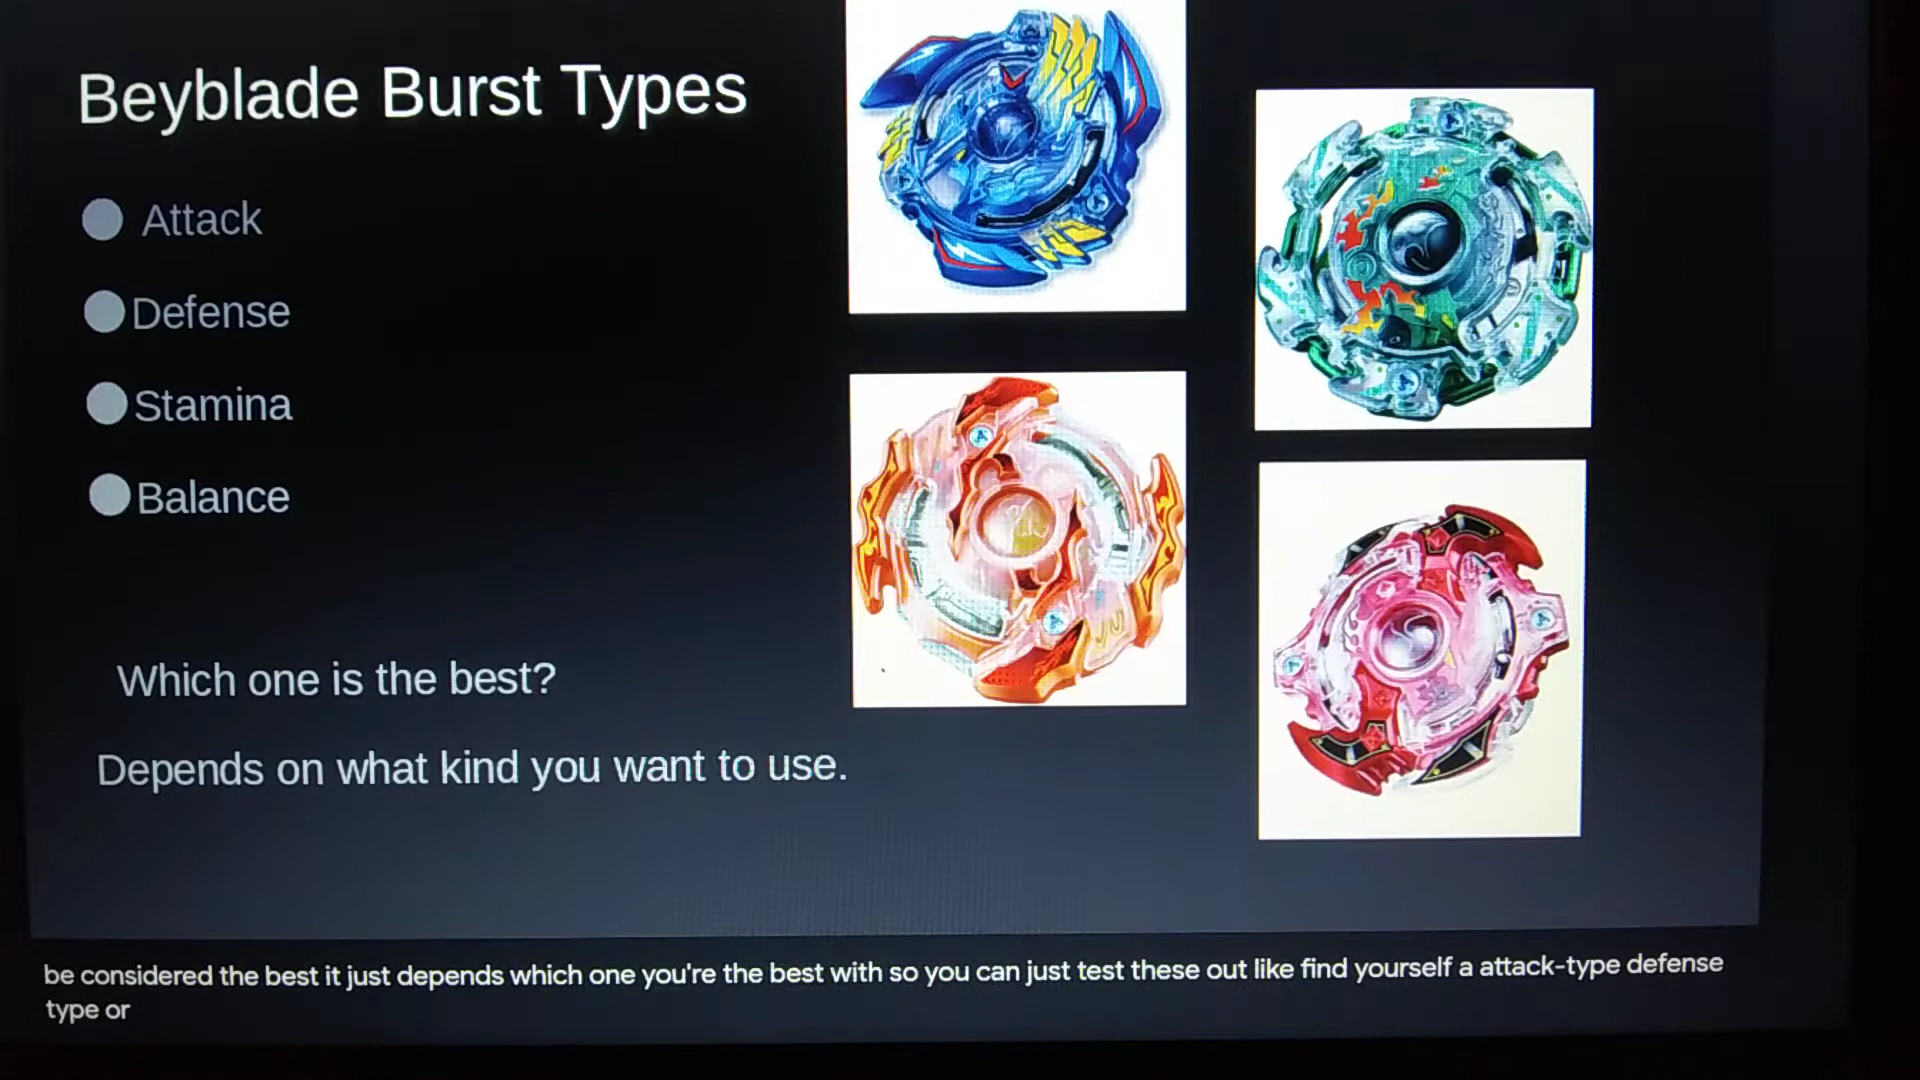 Beyblade Burst Types
Attack
Defense
Stamina
Balance
Which one is the best?
Depends on what kind you want to use.
be considered the best it just depends which one you're the best with so you can just test these out like find yourself a attack-type defense
type or